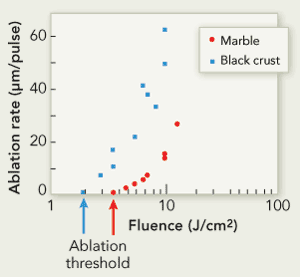 Ablation rate (μm/pulse)
60
40
20
0
Marble
Black crust
1
10
100
Fluence (J/cm²)
Ablation
threshold